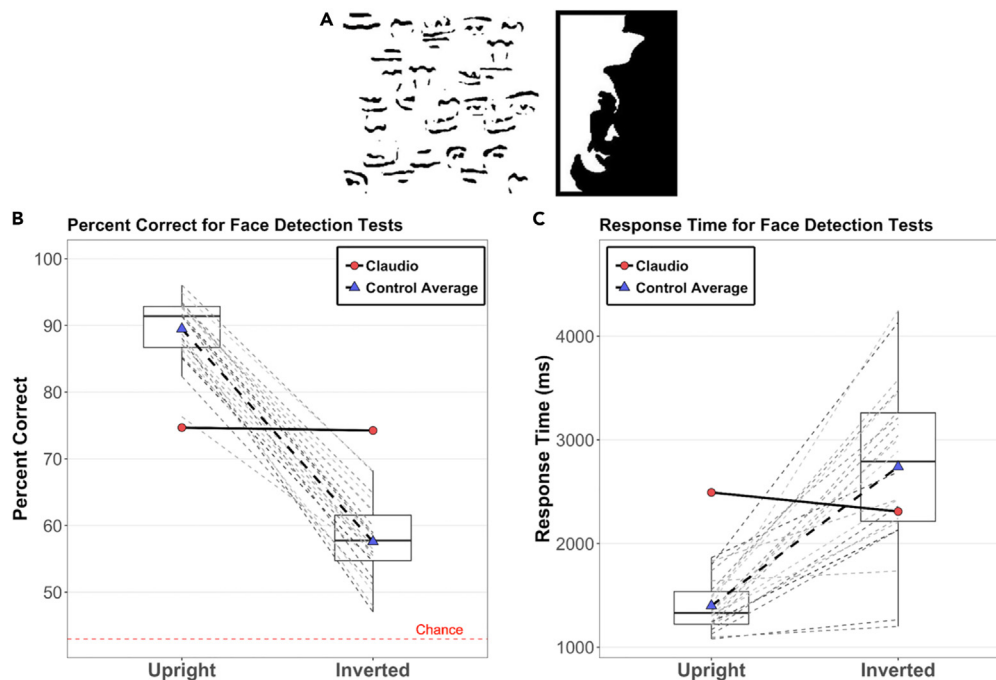 A
B
Percent Correct for Face Detection Tests
Claudio
Control Average
100
90
80
70
60
50
Percent Correct
Chance
Upright
Inverted
C
Response Time for Face Detection Tests
Claudio
Control Average
4000
3000
2000
1000
Response Time (ms)
Upright
Inverted